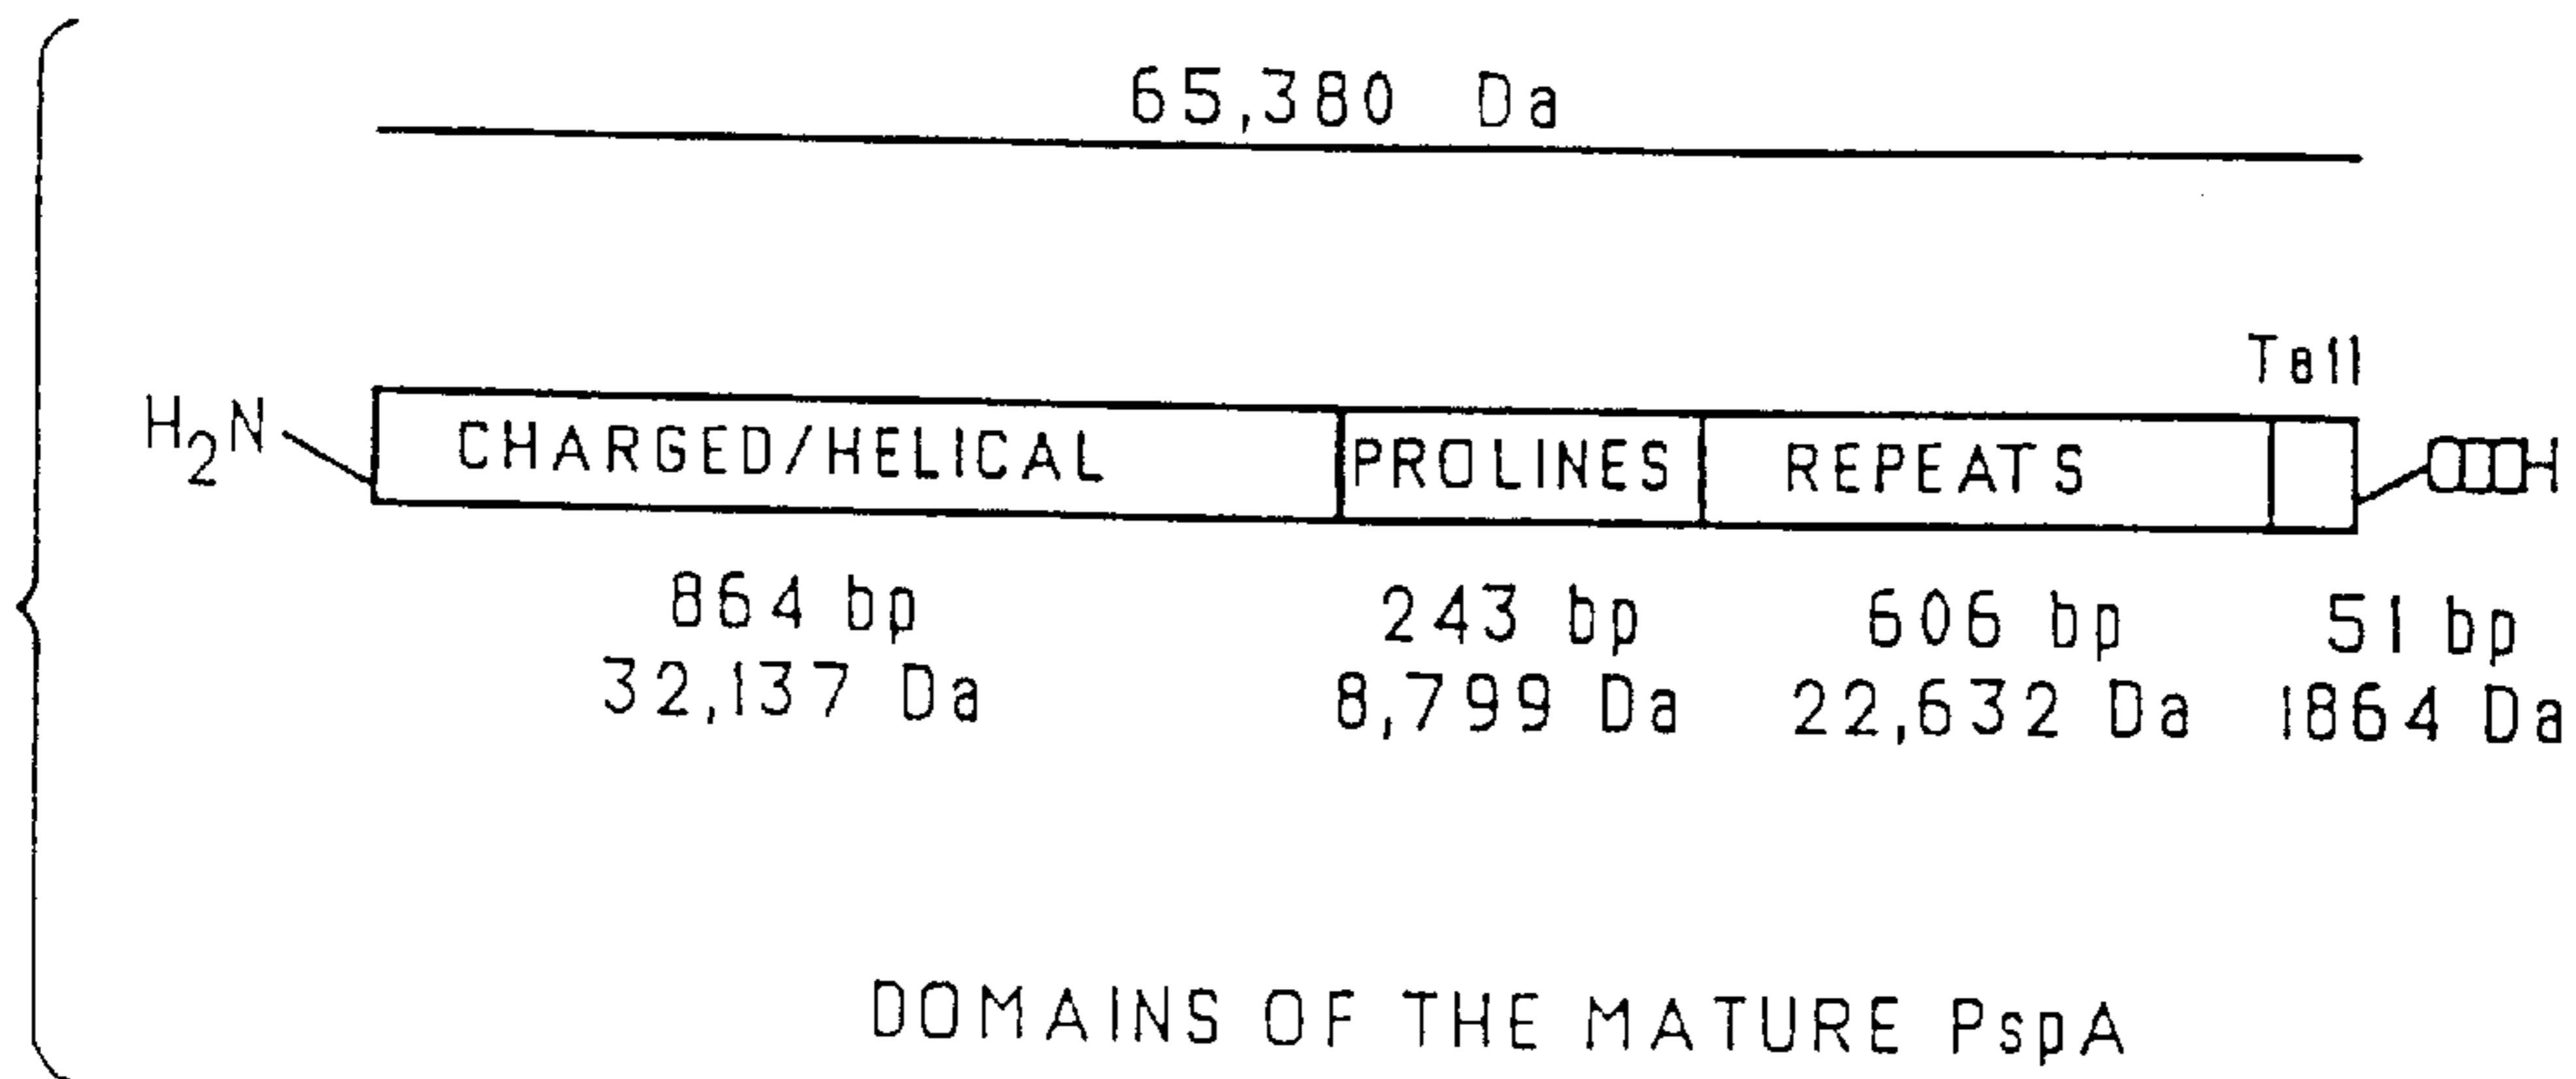 65,380 Da
Tail
H₂N CHARGED/HELICAL PROLINES REPEATS COOH
864 bp 243 bp 606 bp 51 bp
32,137 Da 8,799 Da 22,632 Da 1864 Da
DOMAINS OF THE MATURE PspA